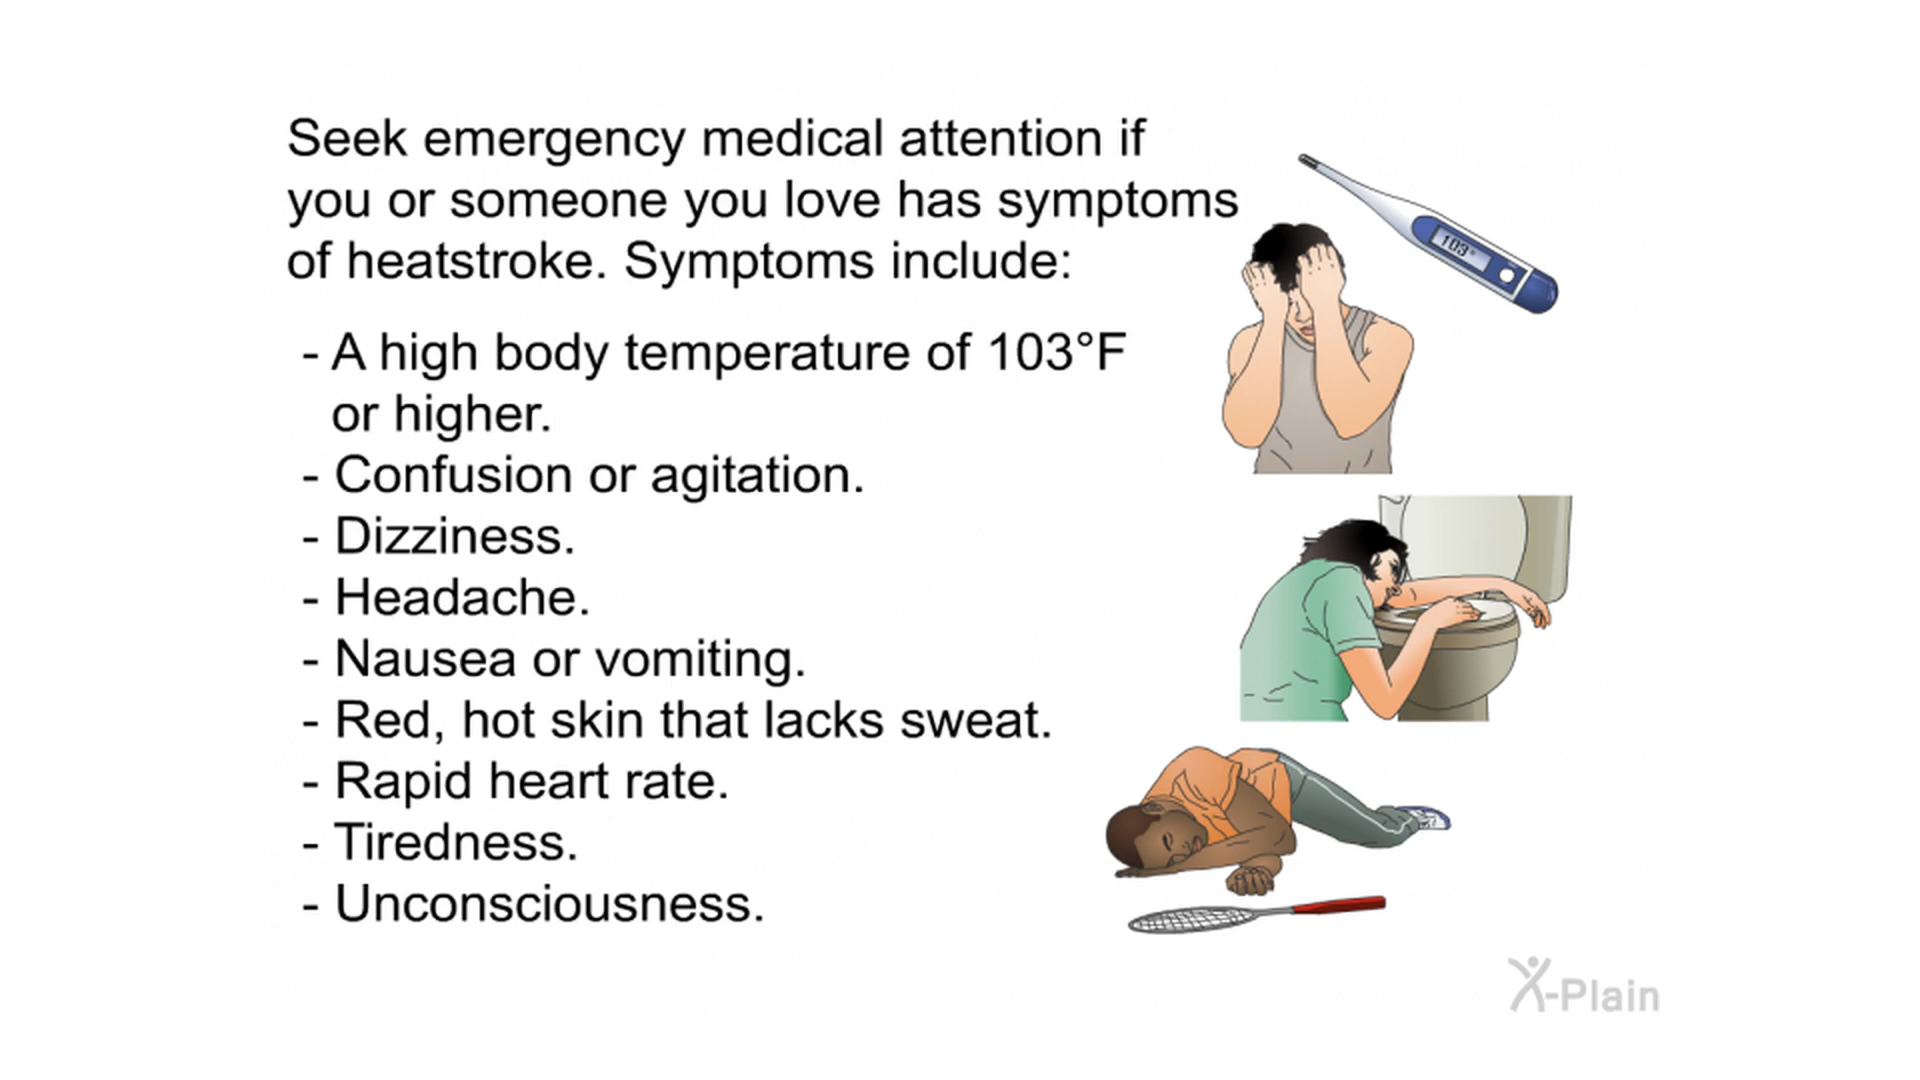 Seek emergency medical attention if
you or someone you love has symptoms
of heatstroke. Symptoms include:
- A high body temperature of 103°F
or higher.
- Confusion or agitation.
- Dizziness.
- Headache.
- Nausea or vomiting.
- Red, hot skin that lacks sweat.
- Rapid heart rate.
- Tiredness.
- Unconsciousness.
103°
X-Plain